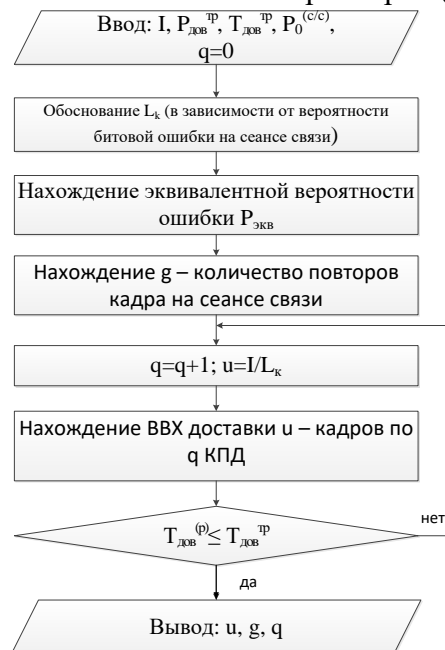 Ввод: I, Pдовтр, Tдовтр, P0(c/c),
q=0
Обоснование Lk (в зависимости от вероятности
битовой ошибки на сеансе связи)
Нахождение эквивалентной вероятности
ошибки Pэкв
Нахождение g – количество повторов
кадра на сеансе связи
q=q+1; u=I/Lк
Нахождение ВВХ доставки u – кадров по
q КПД
Tдов(р)≤ Tдовтр
нет
да
Вывод: u, g, q